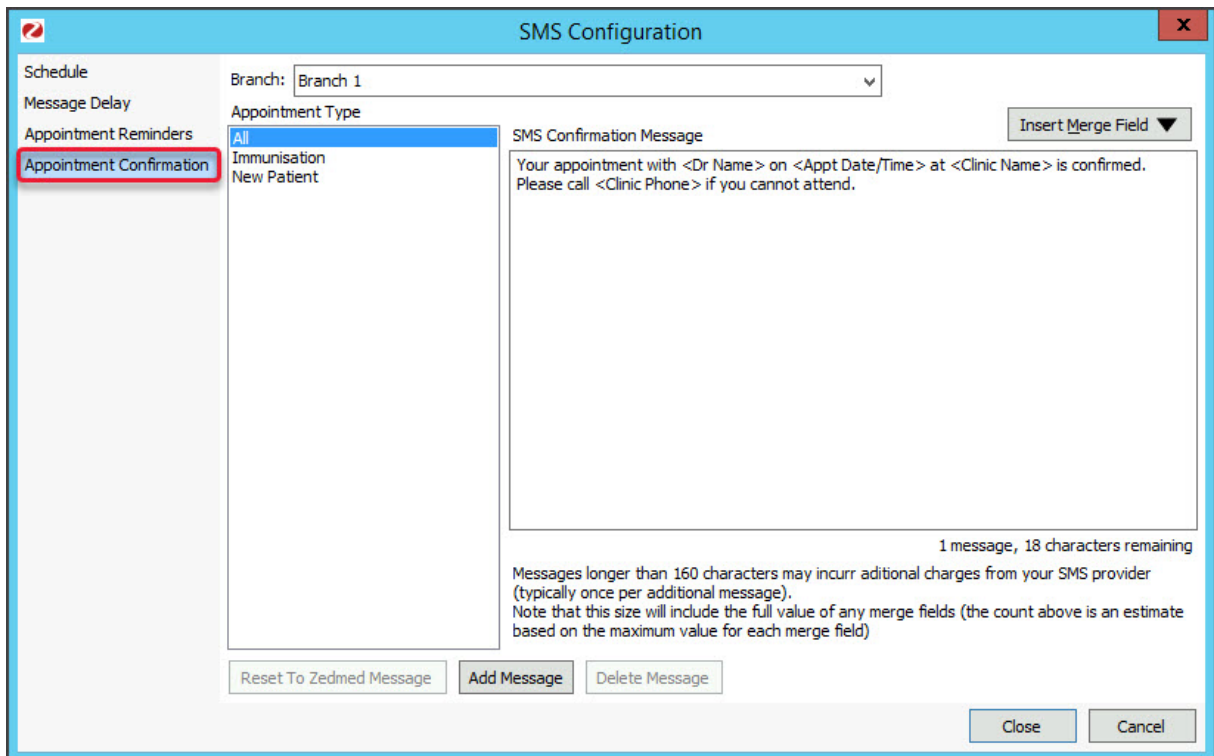 SMS Configuration
x
Schedule
Message Delay
Appointment Reminders
Appointment Confirmation
Branch: Branch 1
Appointment Type
All
Immunisation
New Patient
Insert Merge Field
SMS Confirmation Message
Your appointment with <Dr Name> on <Appt Date/Time> at <Clinic Name> is confirmed.
Please call <Clinic Phone> if you cannot attend.
1 message, 18 characters remaining
Messages longer than 160 characters may incurr aditional charges from your SMS provider
(typically once per additional message).
Note that this size will include the full value of any merge fields (the count above is an estimate
based on the maximum value for each merge field)
Reset To Zedmed Message
Add Message
Delete Message
Close
Cancel